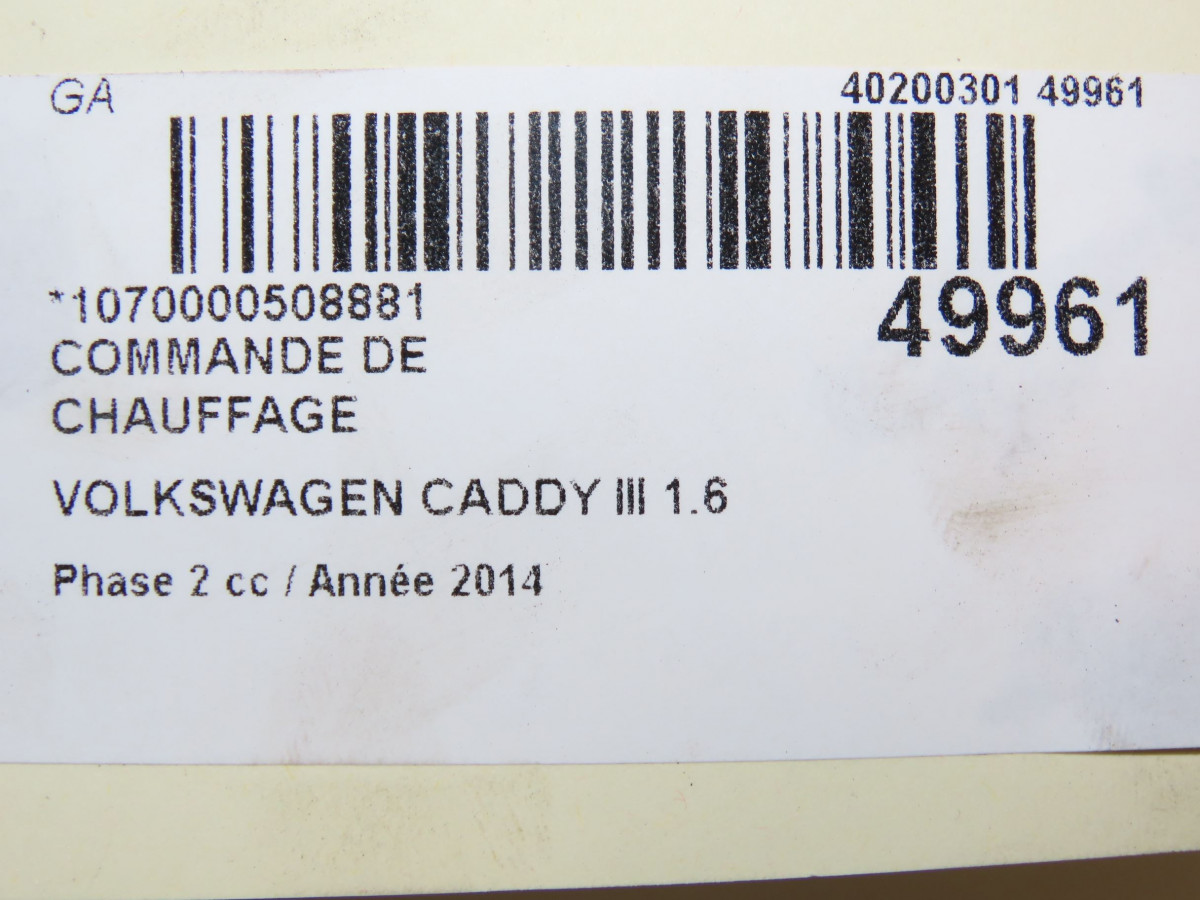 GA
40200301 49961
*1070000508881
49961
COMMANDE DE
CHAUFFAGE
VOLKSWAGEN CADDY III 1.6
Phase 2 cc / Année 2014